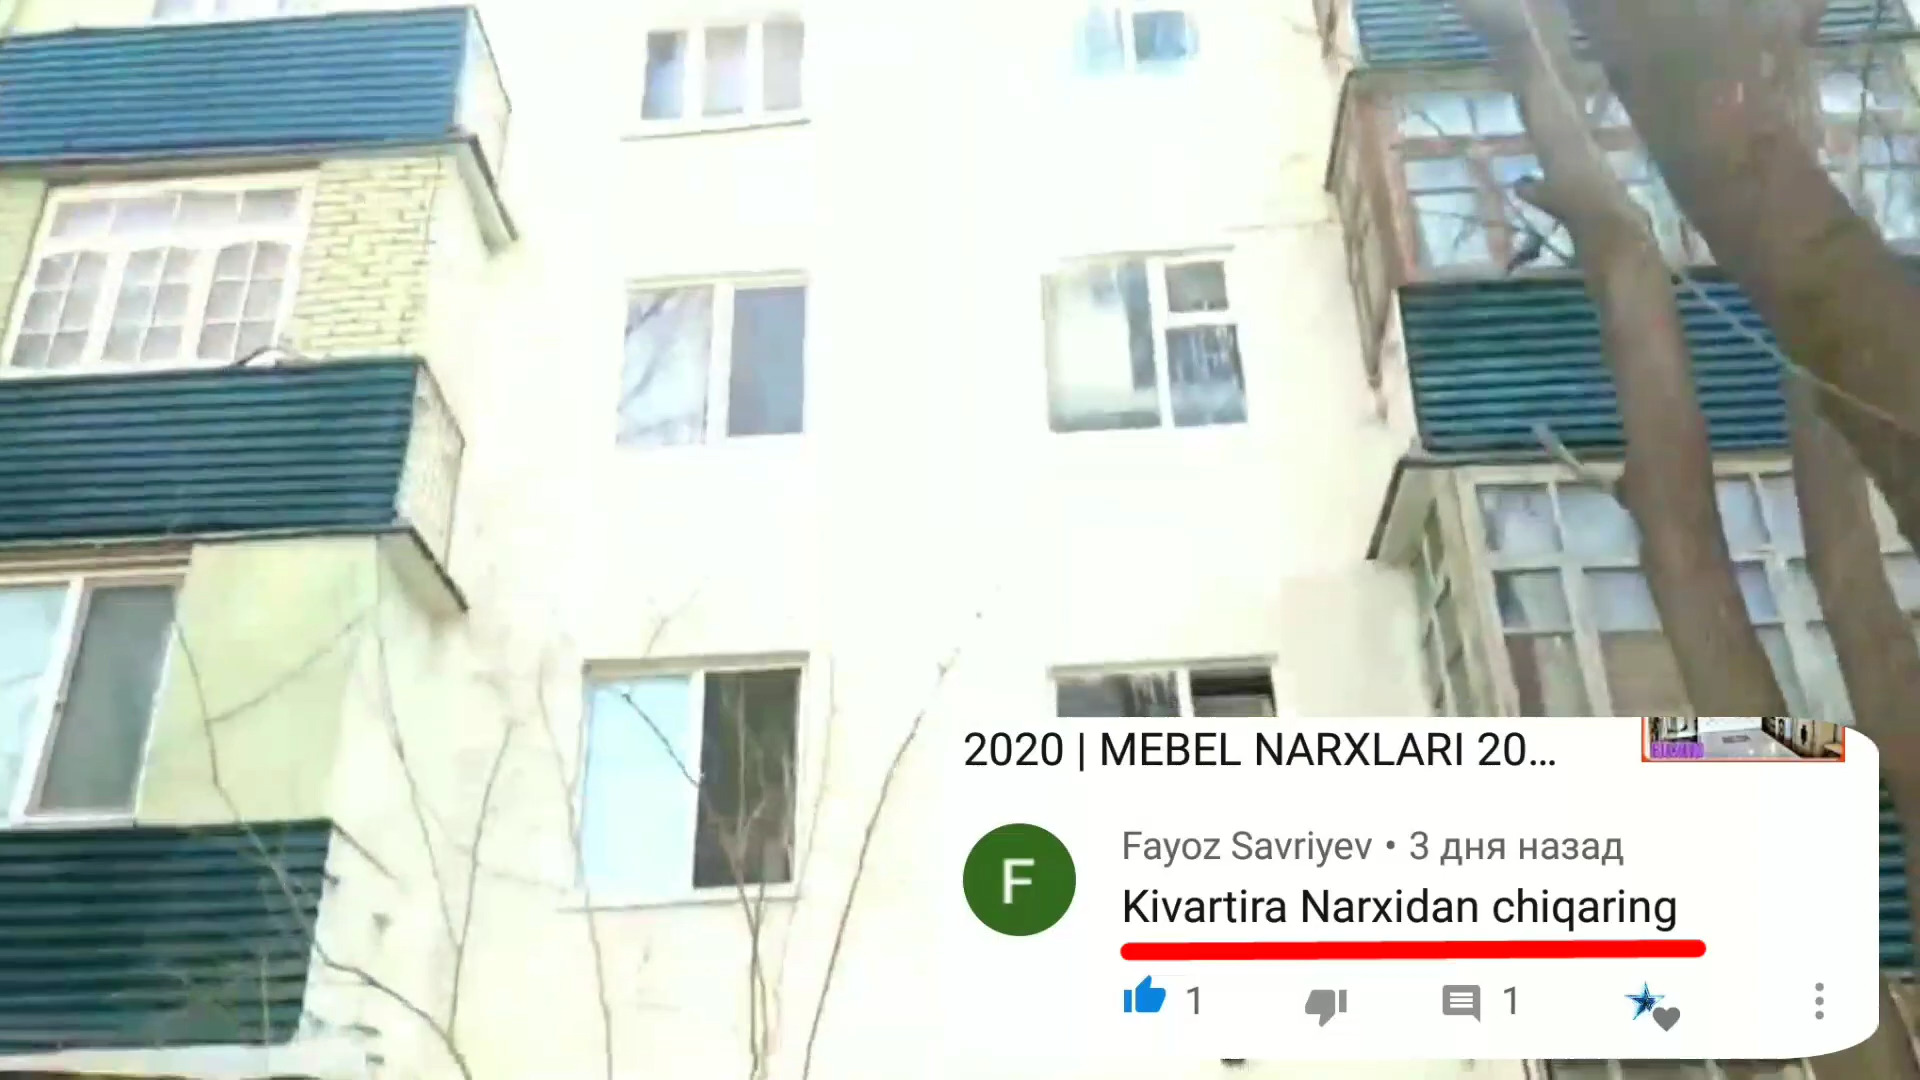 2020 | MEBEL NARXLARI 20...
Fayoz Savriyev • 3 дня назад
F
Kivartira Narxidan chiqaring
1
1